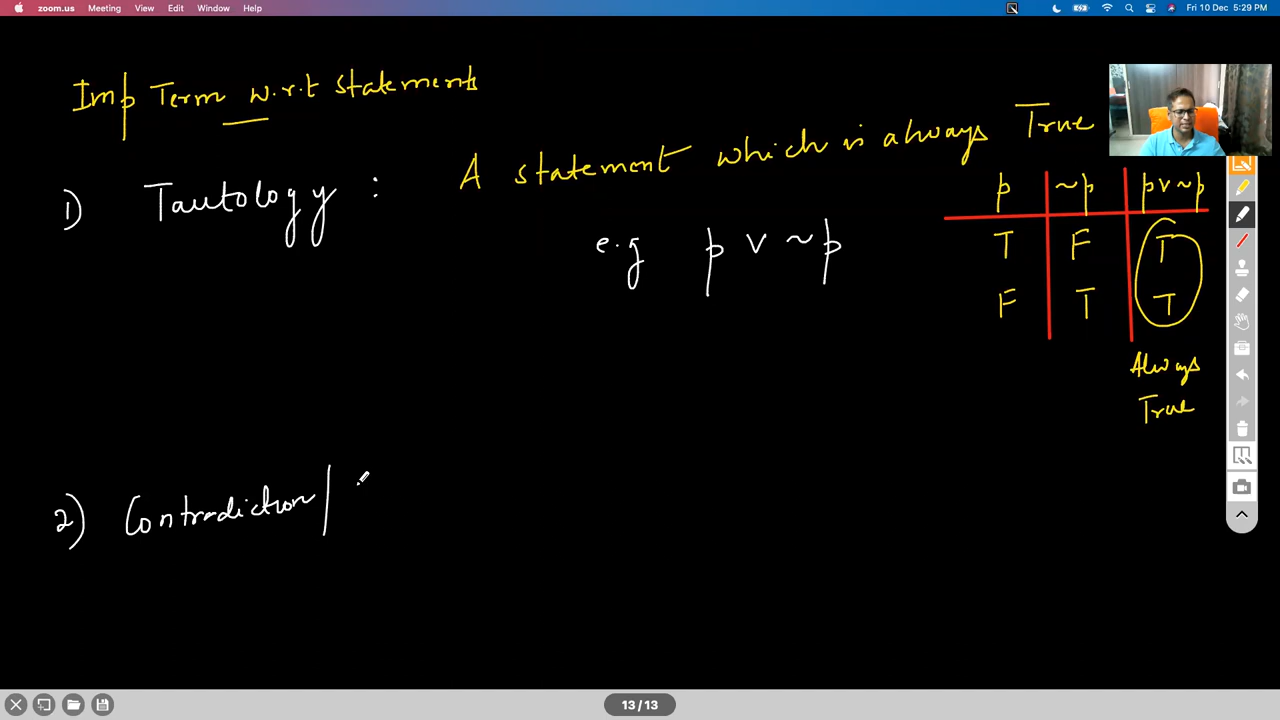 zoom.us Meeting View Edit Window Help Fri 10 Dec 5:29 PM
Imp Term w.r.t statements
1) Tautology : A statement which is always True
e.g p v ~p
p ~p p v ~p
T F T
F T T
Always
True
2) Contradiction/
13/13